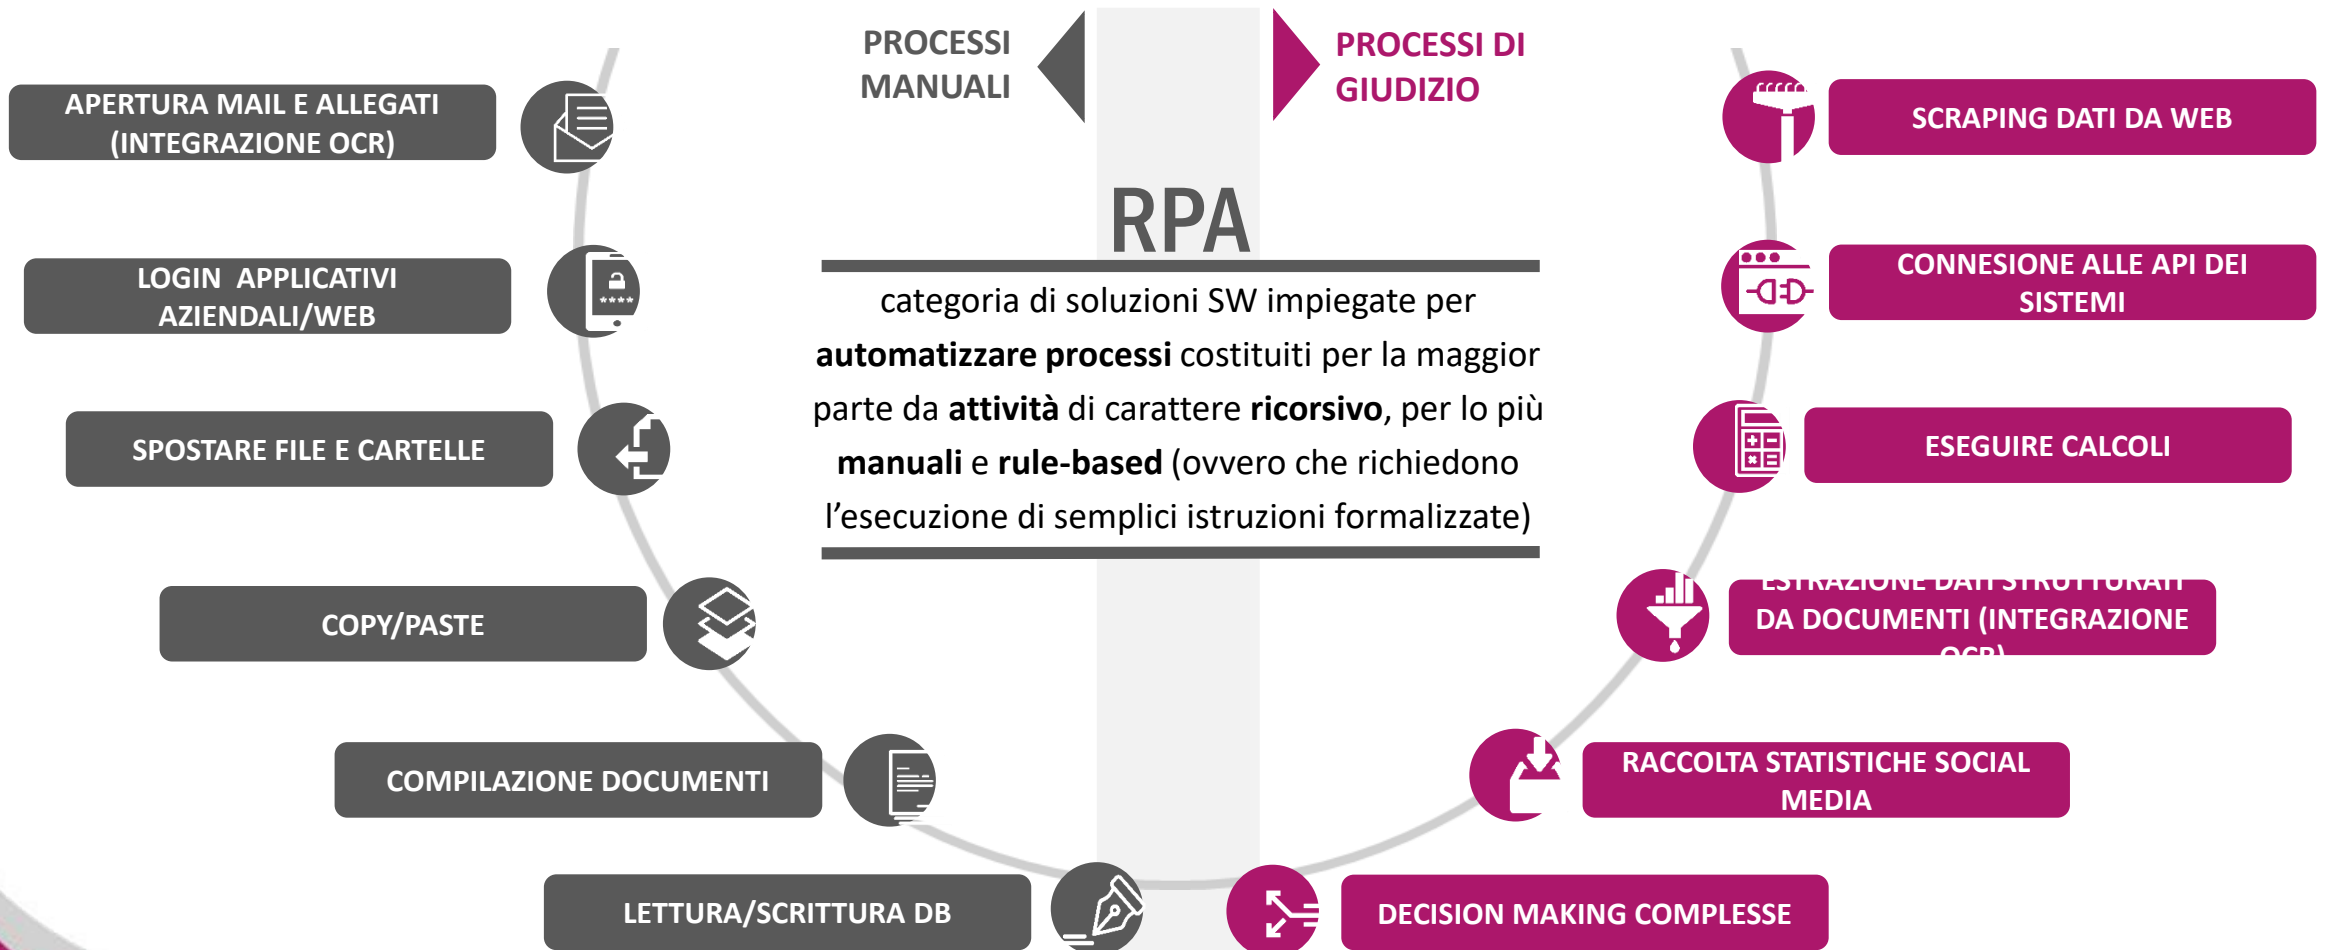 PROCESSI
MANUALI
PROCESSI DI
GIUDIZIO
APERTURA MAIL E ALLEGATI
(INTEGRAZIONE OCR)
LOGIN APPLICATIVI
AZIENDALI/WEB
****
SPOSTARE FILE E CARTELLE
COPY/PASTE
COMPILAZIONE DOCUMENTI
LETTURA/SCRITTURA DB
RPA
categoria di soluzioni SW impiegate per
automatizzare processi costituiti per la maggior
parte da attività di carattere ricorsivo, per lo più
manuali e rule-based (ovvero che richiedono
l’esecuzione di semplici istruzioni formalizzate)
SCRAPING DATI DA WEB
CONNESIONE ALLE API DEI
SISTEMI
ESEGUIRE CALCOLI
ESTRAZIONE DATI STRUTTURATI
DA DOCUMENTI (INTEGRAZIONE
OCR)
RACCOLTA STATISTICHE SOCIAL
MEDIA
DECISION MAKING COMPLESSE